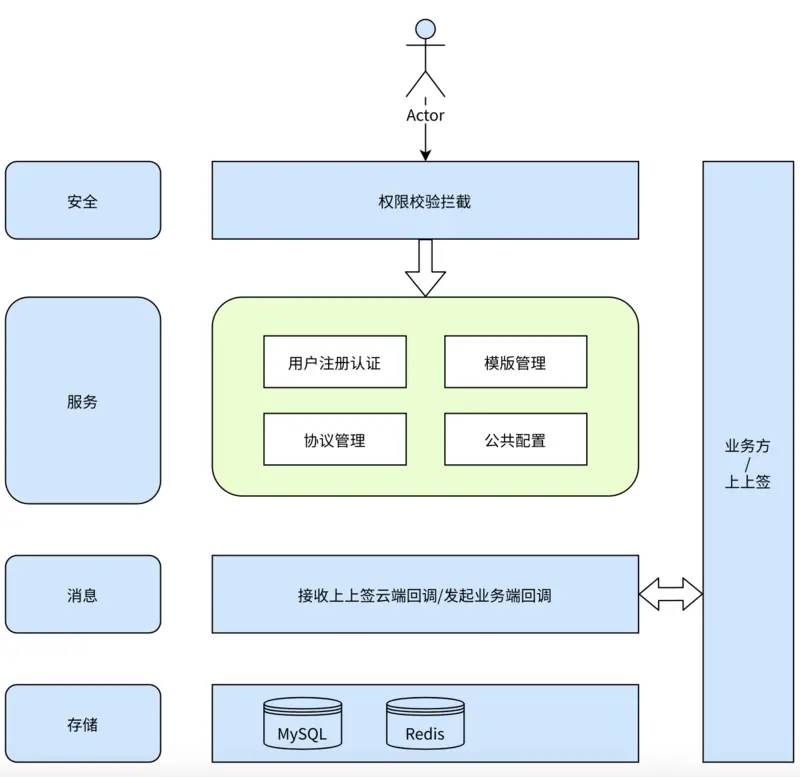 Actor
安全
权限校验拦截
服务
用户注册认证
模版管理
协议管理
公共配置
业务方
/
上上签
消息
接收上上签云端回调/发起业务端回调
存储
MySQL
Redis